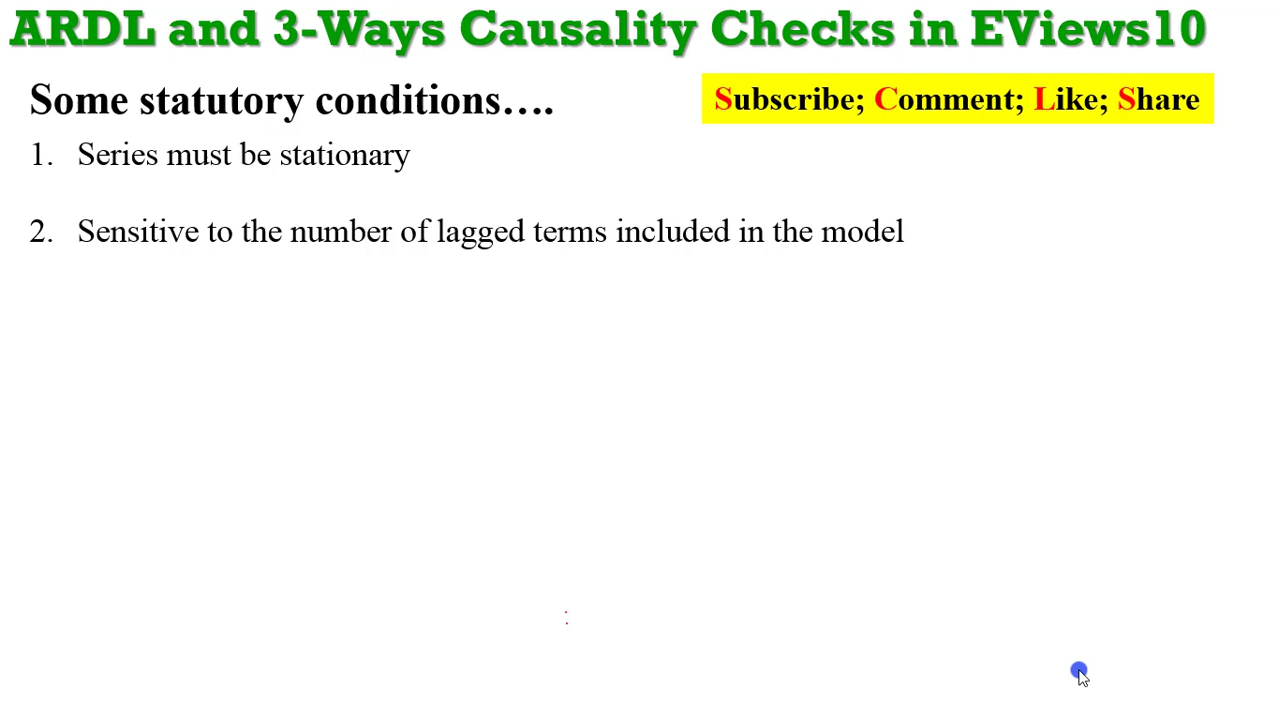 ARDL and 3-Ways Causality Checks in EViews10
Some statutory conditions….
Subscribe; Comment; Like; Share
1. Series must be stationary
2. Sensitive to the number of lagged terms included in the model